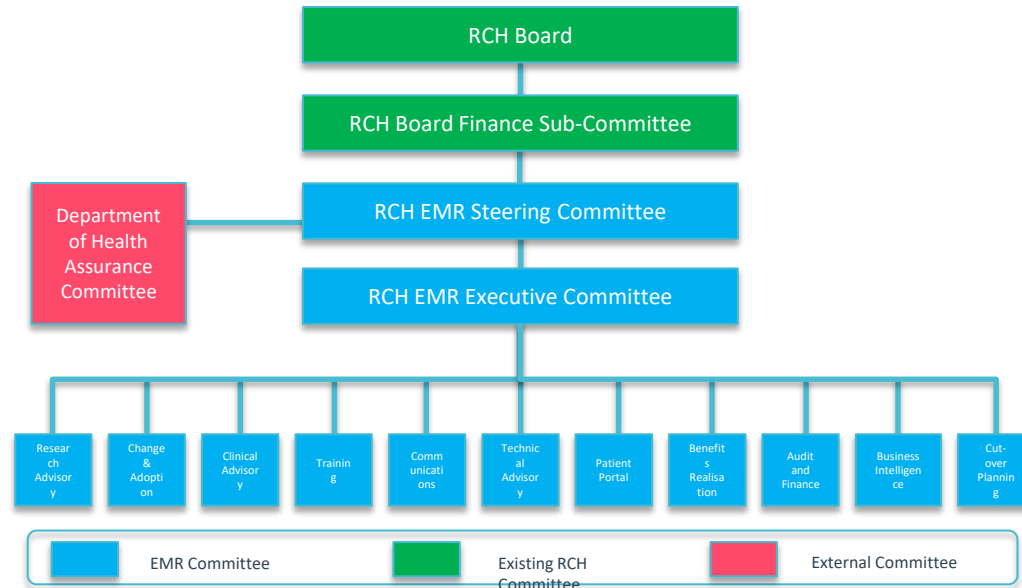 RCH Board
RCH Board Finance Sub-Committee
Department
of Health
Assurance
Committee
RCH EMR Steering Committee
RCH EMR Executive Committee
Resear
ch
Advisor
y
Change
&
Adopti
on
Clinical
Advisor
y
Trainin
g
Comm
unicati
ons
Technic
al
Advisor
y
Patient
Portal
Benefit
s
Realisa
tion
Audit
and
Finance
Business
Intelligen
ce
Cut-
over
Plannin
g
EMR Committee
Existing RCH
Committee
External Committee